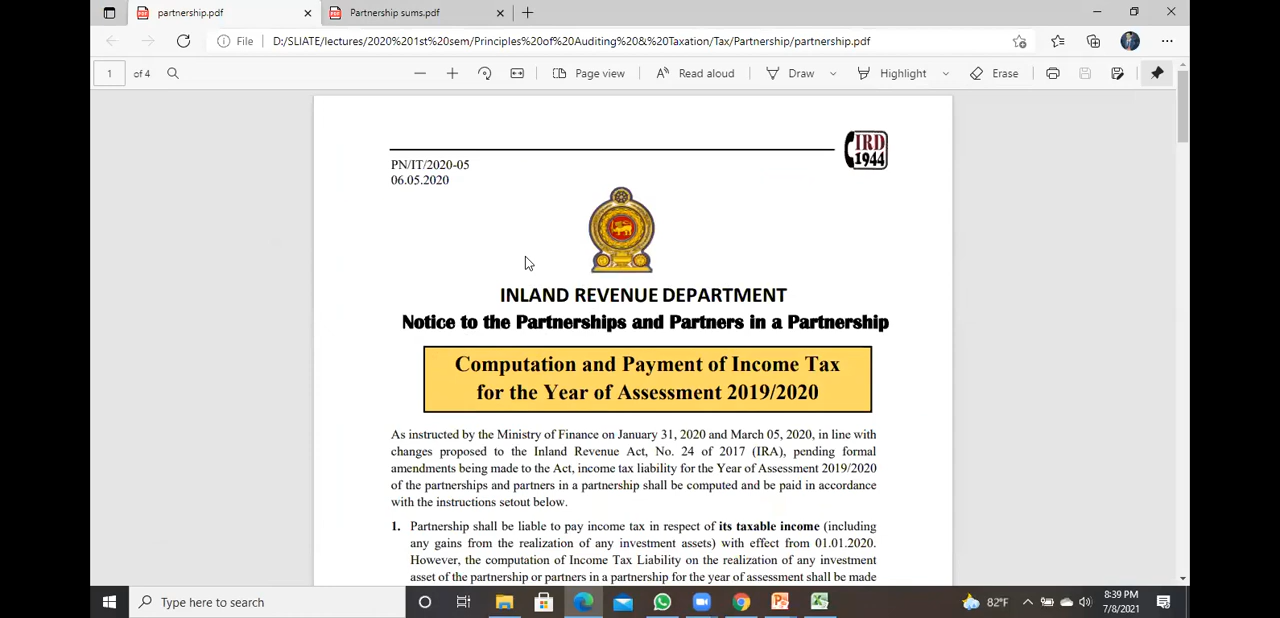 partnership.pdf
Partnership sums.pdf
File
D:/SLIATE/lectures/2020%201st%20sem/Principles%20of%20Auditing%20&%20Taxation/Tax/Partnership/partnership.pdf
1 of 4
Page view
Read aloud
Draw
Highlight
Erase
IRD
1944
PN/IT/2020-05
06.05.2020
INLAND REVENUE DEPARTMENT
Notice to the Partnerships and Partners in a Partnership
Computation and Payment of Income Tax
for the Year of Assessment 2019/2020
As instructed by the Ministry of Finance on January 31, 2020 and March 05, 2020, in line with
changes proposed to the Inland Revenue Act, No. 24 of 2017 (IRA), pending formal
amendments being made to the Act, income tax liability for the Year of Assessment 2019/2020
of the partnerships and partners in a partnership shall be computed and be paid in accordance
with the instructions setout below.
1. Partnership shall be liable to pay income tax in respect of its taxable income (including
any gains from the realization of any investment assets) with effect from 01.01.2020.
However, the computation of Income Tax Liability on the realization of any investment
asset of the partnership or partners in a partnership for the year of assessment shall be made
Type here to search
82°F
8:39 PM
7/8/2021